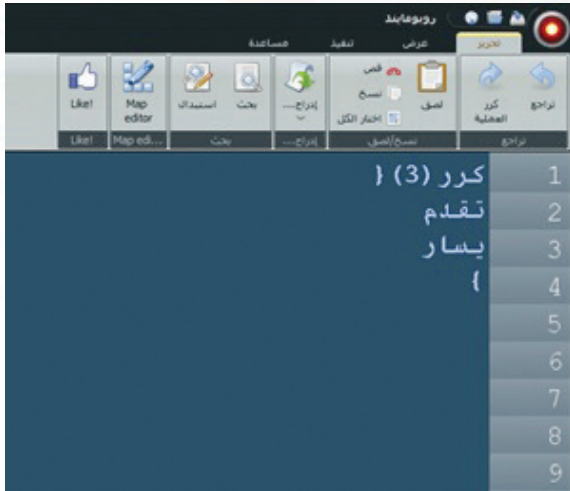 روبومايند
تحرير عرض تنفيذ مساعدة
تراجع
كرر العملية
لصق
قص
نسخ
اختار الكل
إدراج...
بحث
استبدال
Map editor
Like!
تراجع
نسخ/لصق
إدراج...
بحث
Map edi...
Like!
1 كرر (3) {
2 تقدم
3 يسار
4 }
5
6
7
8
9